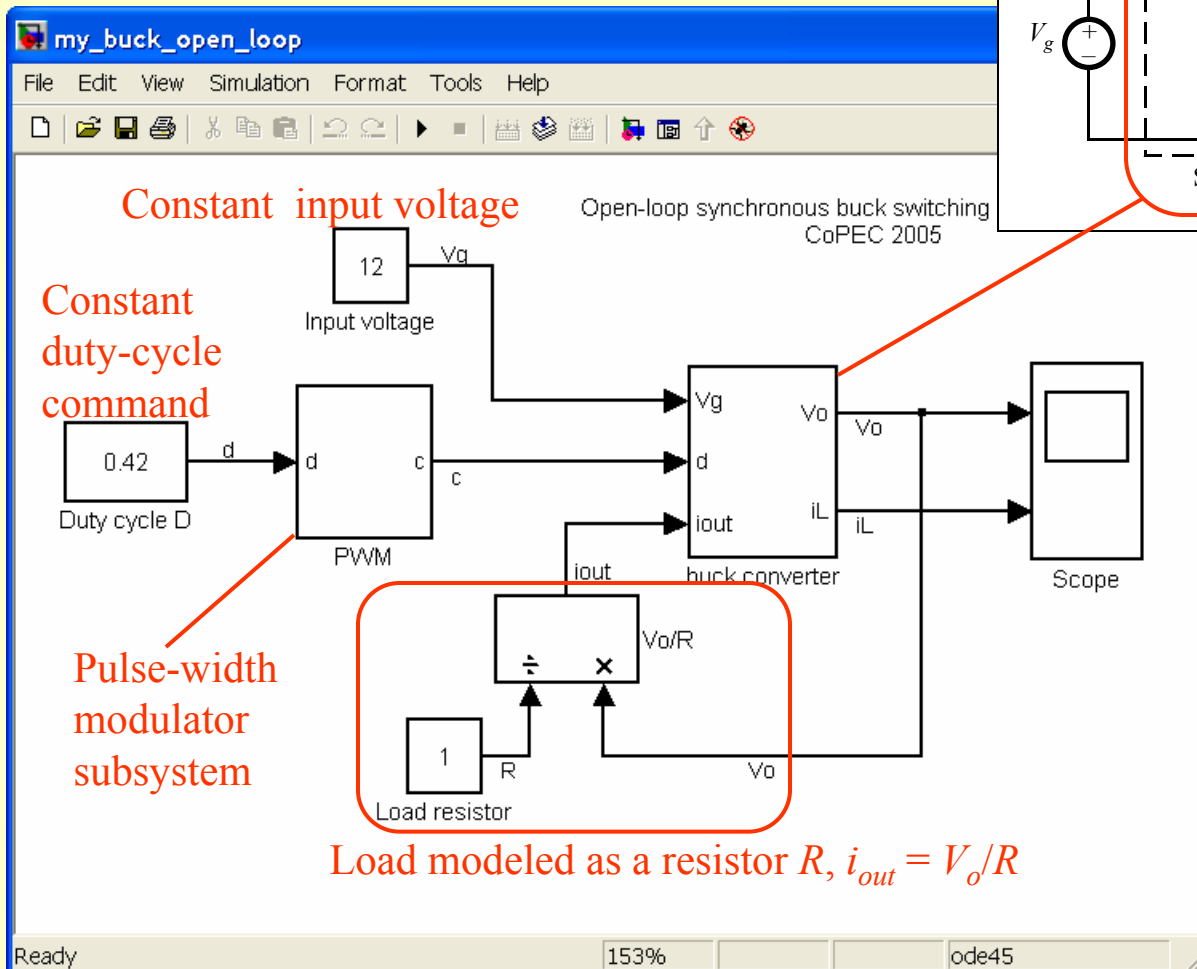 my_buck_open_loop
File Edit View Simulation Format Tools Help
V_g
+
−
S
Constant input voltage
Open-loop synchronous buck switching
CoPEC 2005
12
Vg
Input voltage
Constant
duty-cycle
command
0.42
d
Duty cycle D
d
c
PWM
c
Vg
d
iout
Vo
iL
buck converter
Vo
iL
Scope
iout
÷
×
Vo/R
Pulse-width
modulator
subsystem
1
R
Load resistor
Vo
Load modeled as a resistor R, i_out = V_o/R
Ready
153%
ode45